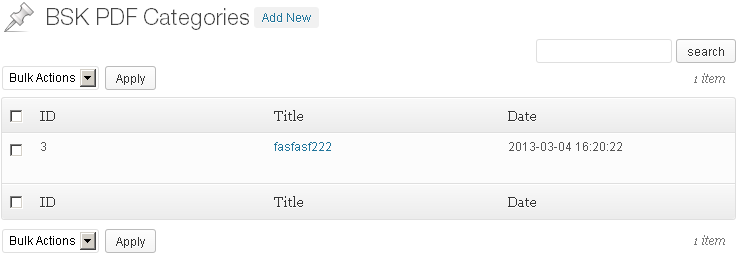 BSK PDF Categories Add New
search
Bulk Actions Apply 1 item
ID Title Date
3 fasfasf222 2013-03-04 16:20:22
ID Title Date
Bulk Actions Apply 1 item